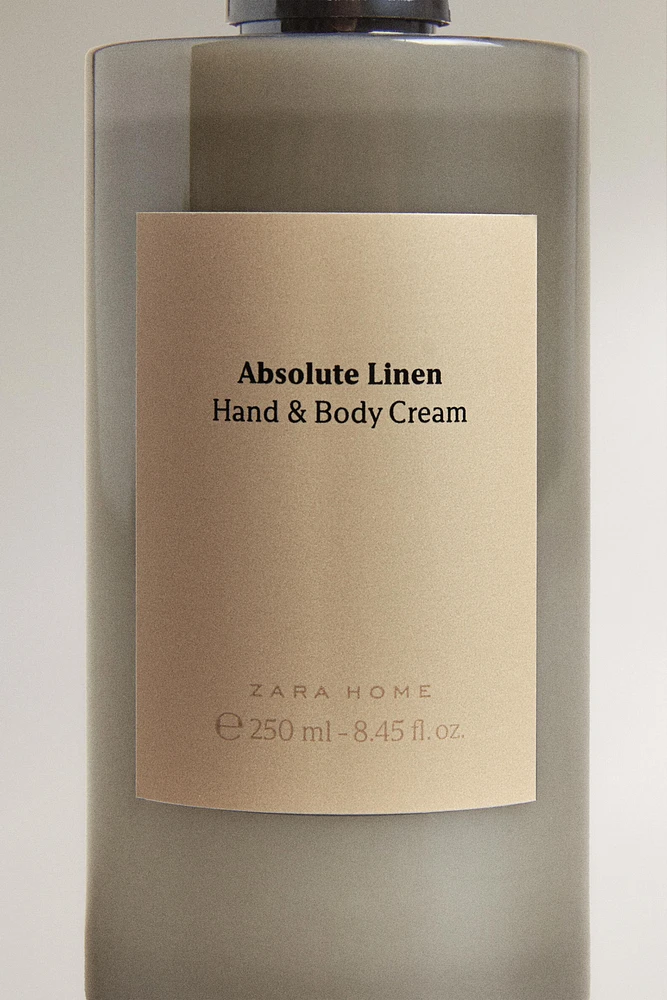 Absolute Linen
Hand & Body Cream
ZARA HOME
℮ 250 ml - 8.45 fl. oz.